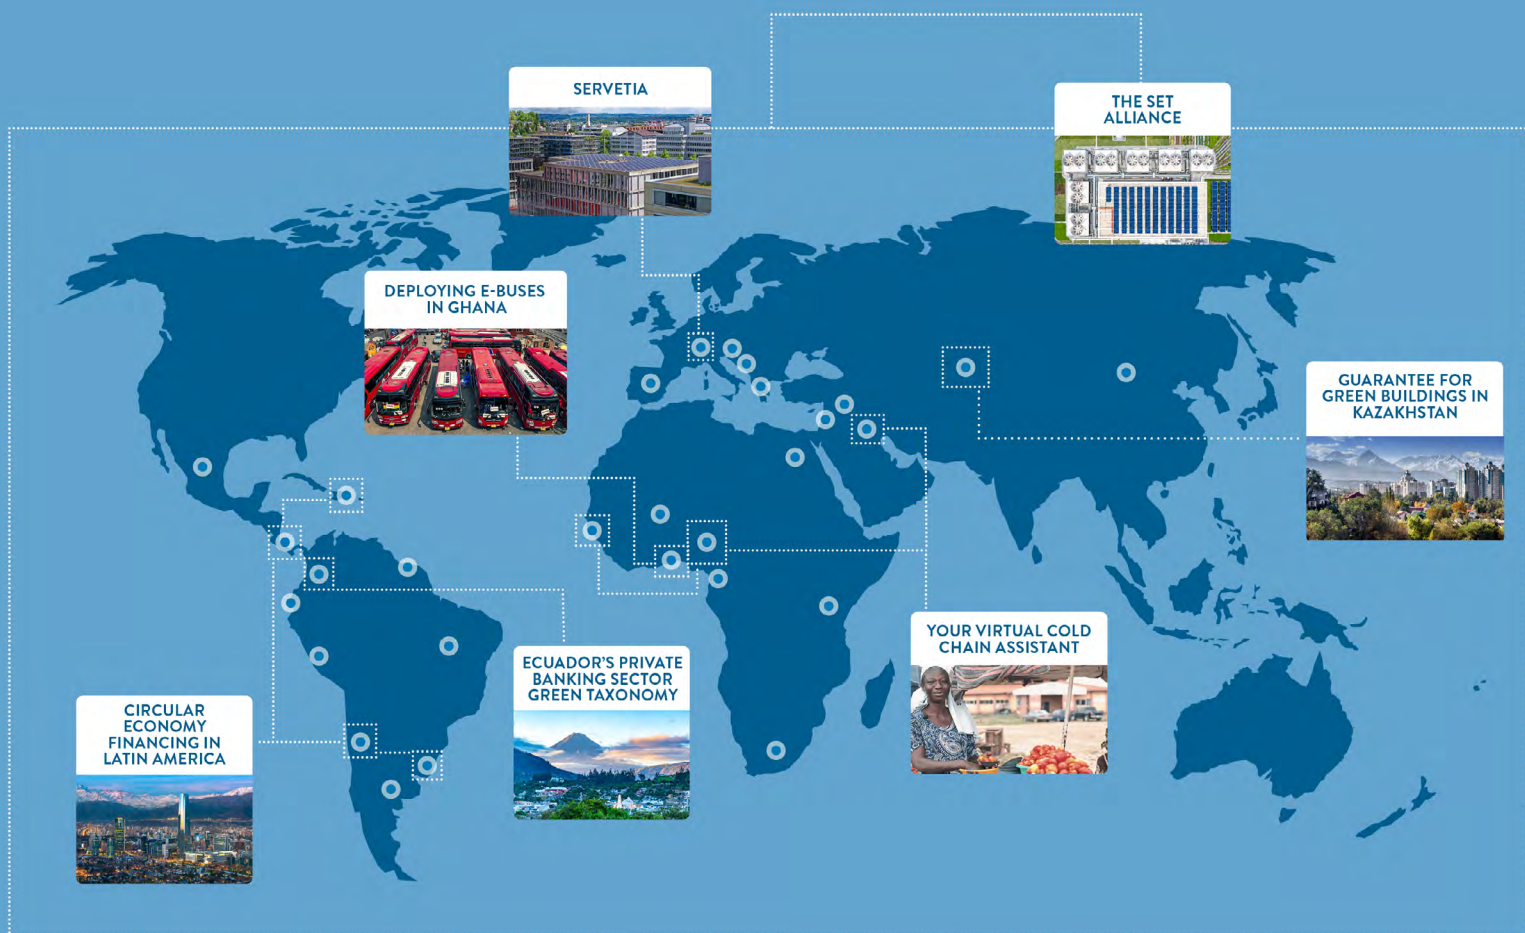 SERVETIA
THE SET
ALLIANCE
DEPLOYING E-BUSES
IN GHANA
GUARANTEE FOR
GREEN BUILDINGS IN
KAZAKHSTAN
YOUR VIRTUAL COLD
CHAIN ASSISTANT
ECUADOR'S PRIVATE
BANKING SECTOR
GREEN TAXONOMY
CIRCULAR
ECONOMY
FINANCING IN
LATIN AMERICA